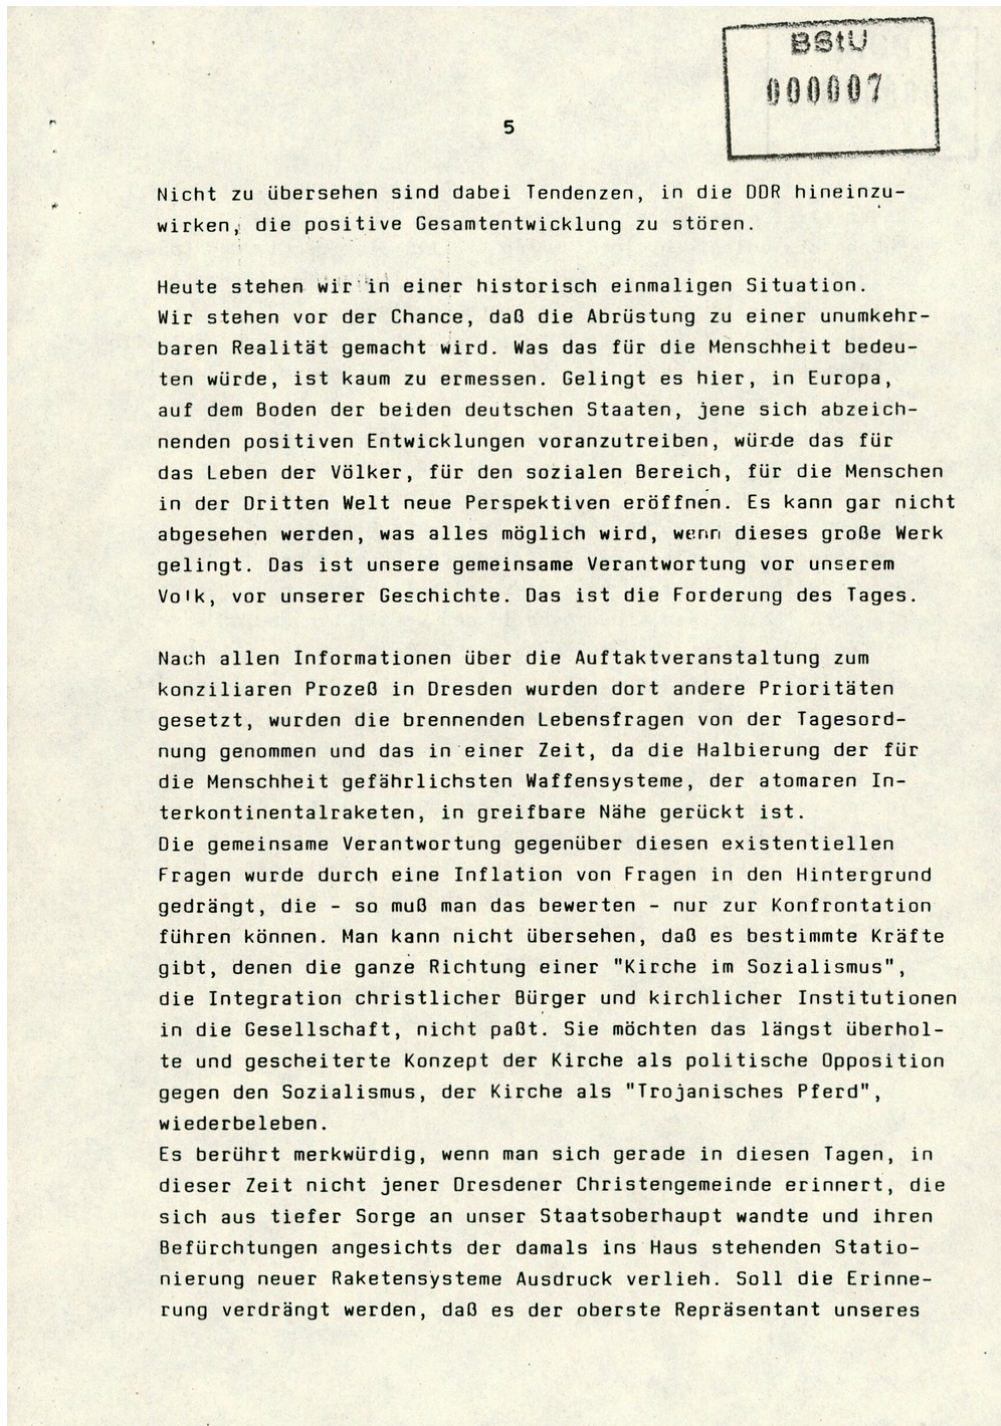 BStU
000007
5
Nicht zu übersehen sind dabei Tendenzen, in die DDR hineinzu-
wirken, die positive Gesamtentwicklung zu stören.
Heute stehen wir in einer historisch einmaligen Situation.
Wir stehen vor der Chance, daß die Abrüstung zu einer unumkehr-
baren Realität gemacht wird. Was das für die Menschheit bedeu-
ten würde, ist kaum zu ermessen. Gelingt es hier, in Europa,
auf dem Boden der beiden deutschen Staaten, jene sich abzeich-
nenden positiven Entwicklungen voranzutreiben, würde das für
das Leben der Völker, für den sozialen Bereich, für die Menschen
in der Dritten Welt neue Perspektiven eröffnen. Es kann gar nicht
abgesehen werden, was alles möglich wird, wenn dieses große Werk
gelingt. Das ist unsere gemeinsame Verantwortung vor unserem
Volk, vor unserer Geschichte. Das ist die Forderung des Tages.
Nach allen Informationen über die Auftaktveranstaltung zum
konziliaren Prozeß in Dresden wurden dort andere Prioritäten
gesetzt, wurden die brennenden Lebensfragen von der Tagesord-
nung genommen und das in einer Zeit, da die Halbierung der für
die Menschheit gefährlichsten Waffensysteme, der atomaren In-
terkontinentalraketen, in greifbare Nähe gerückt ist.
Die gemeinsame Verantwortung gegenüber diesen existentiellen
Fragen wurde durch eine Inflation von Fragen in den Hintergrund
gedrängt, die - so muß man das bewerten - nur zur Konfrontation
führen können. Man kann nicht übersehen, daß es bestimmte Kräfte
gibt, denen die ganze Richtung einer "Kirche im Sozialismus",
die Integration christlicher Bürger und kirchlicher Institutionen
in die Gesellschaft, nicht paßt. Sie möchten das längst überhol-
te und gescheiterte Konzept der Kirche als politische Opposition
gegen den Sozialismus, der Kirche als "Trojanisches Pferd",
wiederbeleben.
Es berührt merkwürdig, wenn man sich gerade in diesen Tagen, in
dieser Zeit nicht jener Dresdener Christengemeinde erinnert, die
sich aus tiefer Sorge an unser Staatsoberhaupt wandte und ihren
Befürchtungen angesichts der damals ins Haus stehenden Statio-
nierung neuer Raketensysteme Ausdruck verlieh. Soll die Erinne-
rung verdrängt werden, daß es der oberste Repräsentant unseres